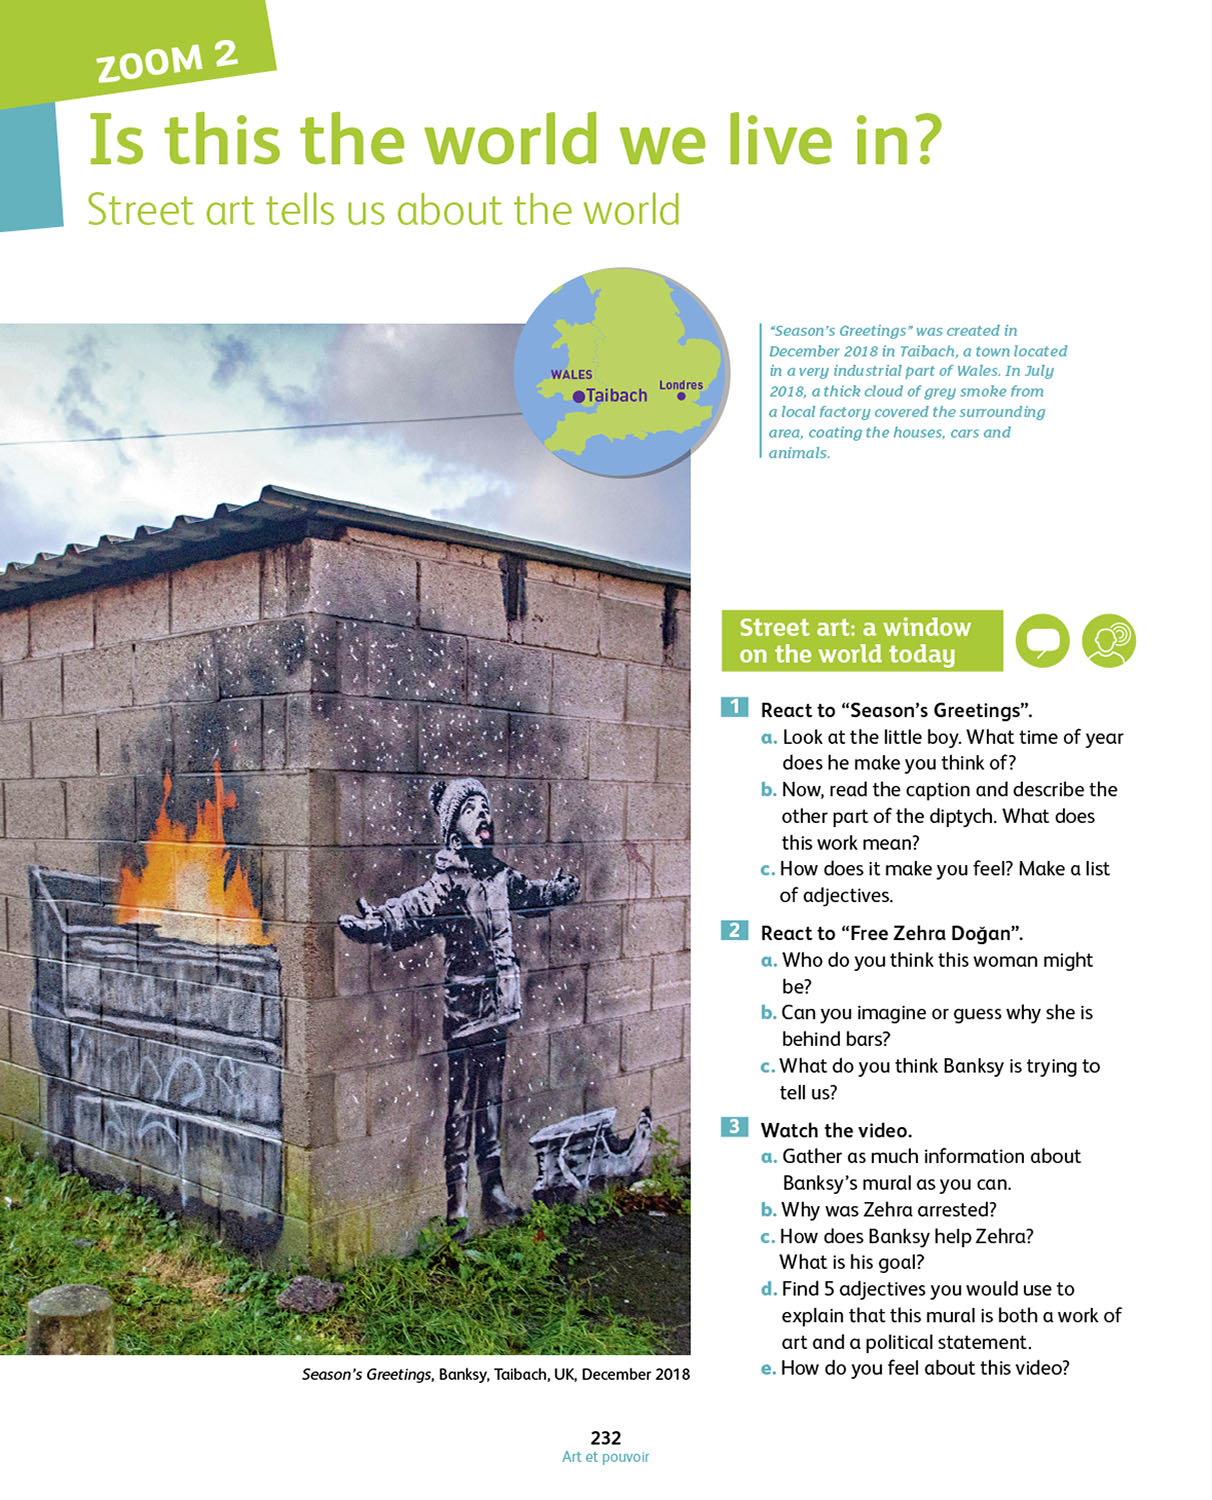 ZOOM 2
Is this the world we live in?
Street art tells us about the world
WALES
Taibach
Londres
“Season’s Greetings” was created in
December 2018 in Taibach, a town located
in a very industrial part of Wales. In July
2018, a thick cloud of grey smoke from
a local factory covered the surrounding
area, coating the houses, cars and
animals.
Street art: a window
on the world today
1 React to “Season’s Greetings”.
a. Look at the little boy. What time of year
does he make you think of?
b. Now, read the caption and describe the
other part of the diptych. What does
this work mean?
c. How does it make you feel? Make a list
of adjectives.
2 React to “Free Zehra Doğan”.
a. Who do you think this woman might
be?
b. Can you imagine or guess why she is
behind bars?
c. What do you think Banksy is trying to
tell us?
3 Watch the video.
a. Gather as much information about
Banksy’s mural as you can.
b. Why was Zehra arrested?
c. How does Banksy help Zehra?
What is his goal?
d. Find 5 adjectives you would use to
explain that this mural is both a work of
art and a political statement.
e. How do you feel about this video?
Season’s Greetings, Banksy, Taibach, UK, December 2018
232
Art et pouvoir